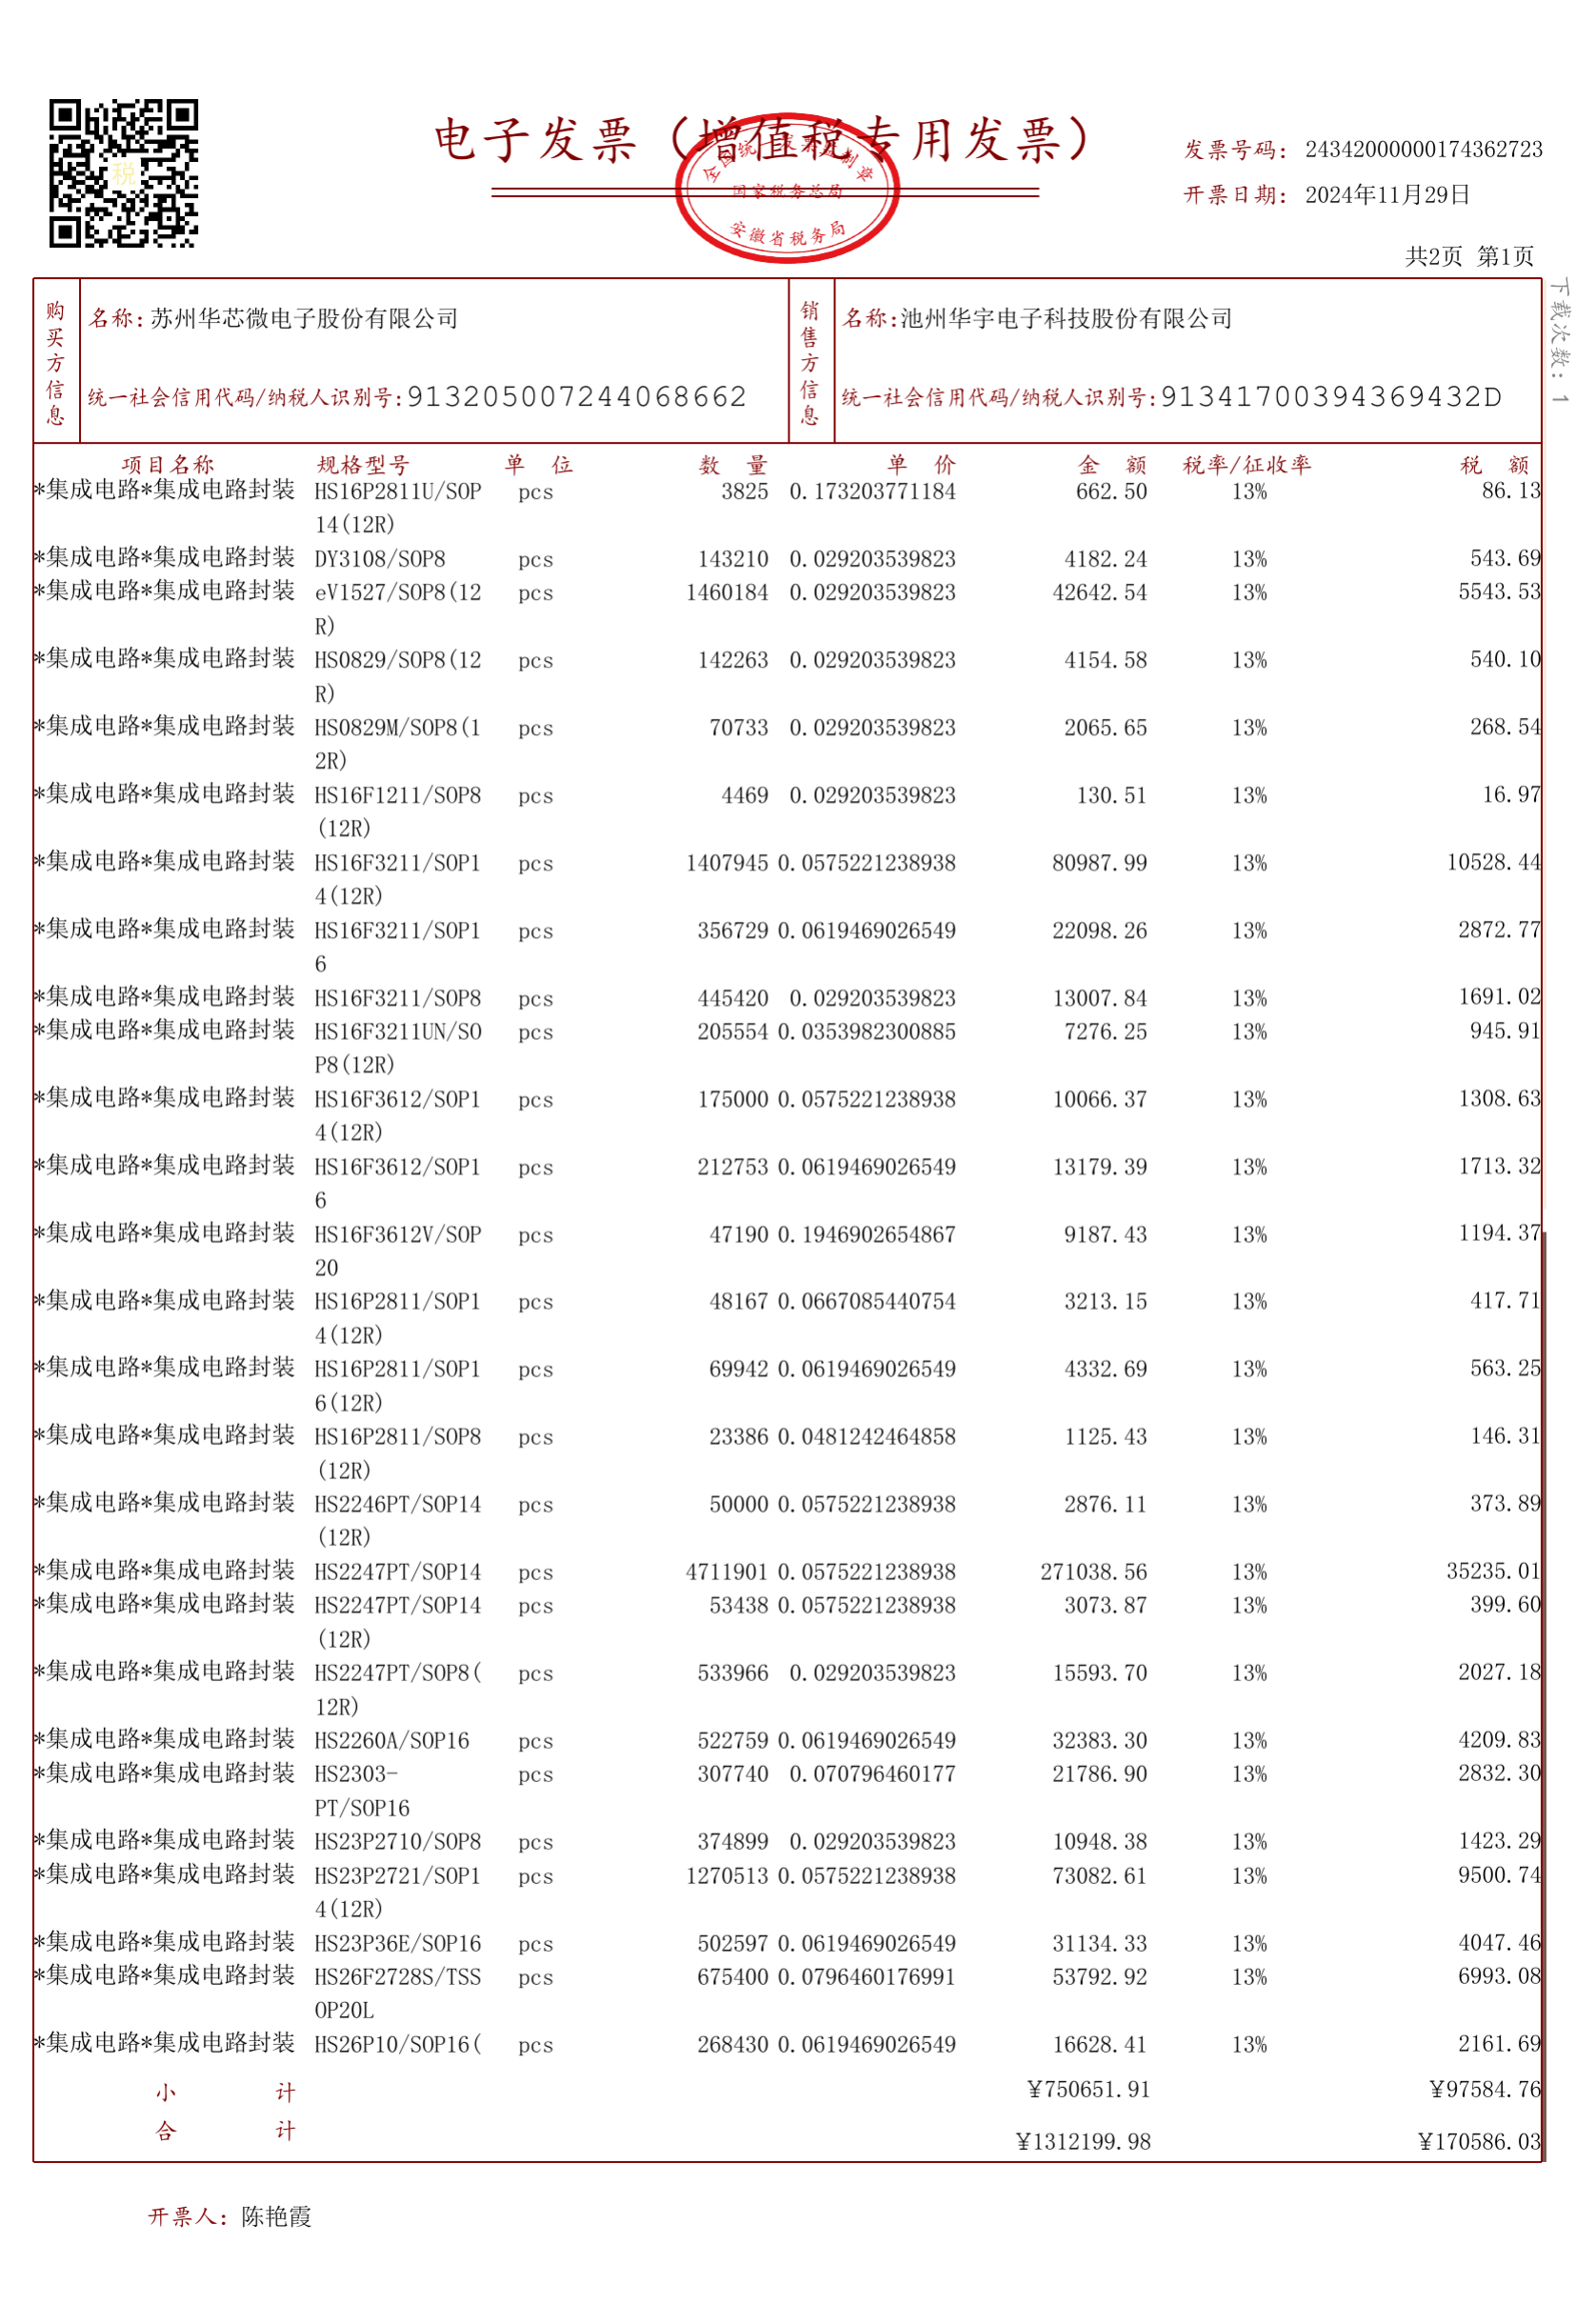 电子发票（增值税专用发票）
全国统一发票监制章
国家税务总局
安徽省税务局
税
发票号码：24342000000174362723
开票日期：2024年11月29日
共2页 第1页
下载次数：1
购买方信息
名称：苏州华芯微电子股份有限公司
统一社会信用代码/纳税人识别号：913205007244068662
销售方信息
名称：池州华宇电子科技股份有限公司
统一社会信用代码/纳税人识别号：91341700394369432D
项目名称 规格型号 单 位 数 量 单 价 金 额 税率/征收率 税 额
*集成电路*集成电路封装 HS16P2811U/SOP pcs 3825 0.173203771184 662.50 13% 86.13
14(12R)
*集成电路*集成电路封装 DY3108/SOP8 pcs 143210 0.029203539823 4182.24 13% 543.69
*集成电路*集成电路封装 eV1527/SOP8(12 pcs 1460184 0.029203539823 42642.54 13% 5543.53
R)
*集成电路*集成电路封装 HS0829/SOP8(12 pcs 142263 0.029203539823 4154.58 13% 540.10
R)
*集成电路*集成电路封装 HS0829M/SOP8(1 pcs 70733 0.029203539823 2065.65 13% 268.54
2R)
*集成电路*集成电路封装 HS16F1211/SOP8 pcs 4469 0.029203539823 130.51 13% 16.97
(12R)
*集成电路*集成电路封装 HS16F3211/SOP1 pcs 1407945 0.0575221238938 80987.99 13% 10528.44
4(12R)
*集成电路*集成电路封装 HS16F3211/SOP1 pcs 356729 0.0619469026549 22098.26 13% 2872.77
6
*集成电路*集成电路封装 HS16F3211/SOP8 pcs 445420 0.029203539823 13007.84 13% 1691.02
*集成电路*集成电路封装 HS16F3211UN/SO pcs 205554 0.0353982300885 7276.25 13% 945.91
P8(12R)
*集成电路*集成电路封装 HS16F3612/SOP1 pcs 175000 0.0575221238938 10066.37 13% 1308.63
4(12R)
*集成电路*集成电路封装 HS16F3612/SOP1 pcs 212753 0.0619469026549 13179.39 13% 1713.32
6
*集成电路*集成电路封装 HS16F3612V/SOP pcs 47190 0.1946902654867 9187.43 13% 1194.37
20
*集成电路*集成电路封装 HS16P2811/SOP1 pcs 48167 0.0667085440754 3213.15 13% 417.71
4(12R)
*集成电路*集成电路封装 HS16P2811/SOP1 pcs 69942 0.0619469026549 4332.69 13% 563.25
6(12R)
*集成电路*集成电路封装 HS16P2811/SOP8 pcs 23386 0.0481242464858 1125.43 13% 146.31
(12R)
*集成电路*集成电路封装 HS2246PT/SOP14 pcs 50000 0.0575221238938 2876.11 13% 373.89
(12R)
*集成电路*集成电路封装 HS2247PT/SOP14 pcs 4711901 0.0575221238938 271038.56 13% 35235.01
*集成电路*集成电路封装 HS2247PT/SOP14 pcs 53438 0.0575221238938 3073.87 13% 399.60
(12R)
*集成电路*集成电路封装 HS2247PT/SOP8( pcs 533966 0.029203539823 15593.70 13% 2027.18
12R)
*集成电路*集成电路封装 HS2260A/SOP16 pcs 522759 0.0619469026549 32383.30 13% 4209.83
*集成电路*集成电路封装 HS2303- pcs 307740 0.070796460177 21786.90 13% 2832.30
PT/SOP16
*集成电路*集成电路封装 HS23P2710/SOP8 pcs 374899 0.029203539823 10948.38 13% 1423.29
*集成电路*集成电路封装 HS23P2721/SOP1 pcs 1270513 0.0575221238938 73082.61 13% 9500.74
4(12R)
*集成电路*集成电路封装 HS23P36E/SOP16 pcs 502597 0.0619469026549 31134.33 13% 4047.46
*集成电路*集成电路封装 HS26F2728S/TSS pcs 675400 0.0796460176991 53792.92 13% 6993.08
OP20L
*集成电路*集成电路封装 HS26P10/SOP16( pcs 268430 0.0619469026549 16628.41 13% 2161.69
小 计 ¥750651.91 ¥97584.76
合 计 ¥1312199.98 ¥170586.03
开票人：陈艳霞